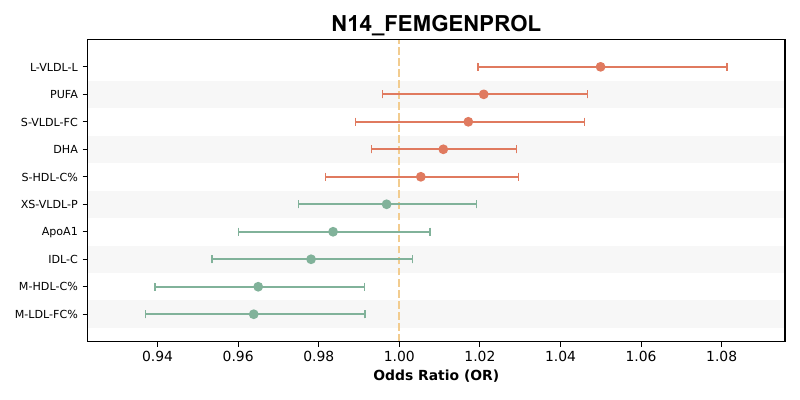 N14_FEMGENPROL
L-VLDL-L
PUFA
S-VLDL-FC
DHA
S-HDL-C%
XS-VLDL-P
ApoA1
IDL-C
M-HDL-C%
M-LDL-FC%
0.94 0.96 0.98 1.00 1.02 1.04 1.06 1.08
Odds Ratio (OR)